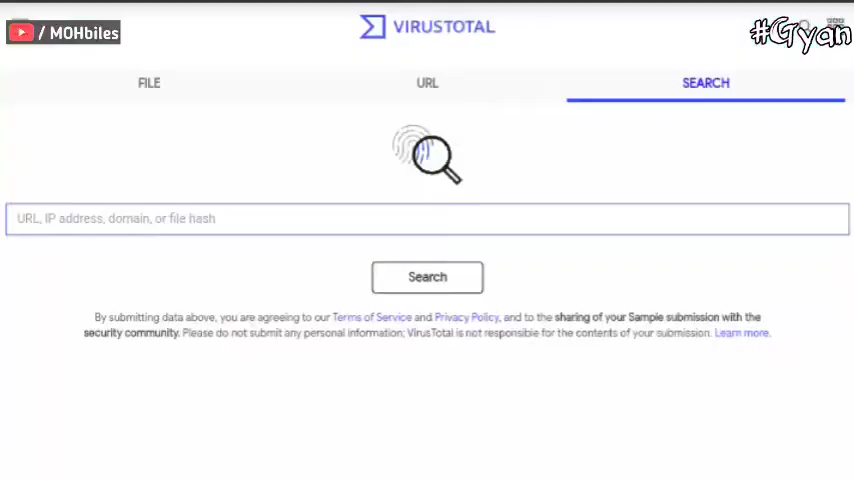 / MOHbiles
VIRUSTOTAL
#Gyan
FILE
URL
SEARCH
URL, IP address, domain, or file hash
Search
By submitting data above, you are agreeing to our Terms of Service and Privacy Policy, and to the sharing of your Sample submission with the
security community. Please do not submit any personal information; VirusTotal is not responsible for the contents of your submission. Learn more.